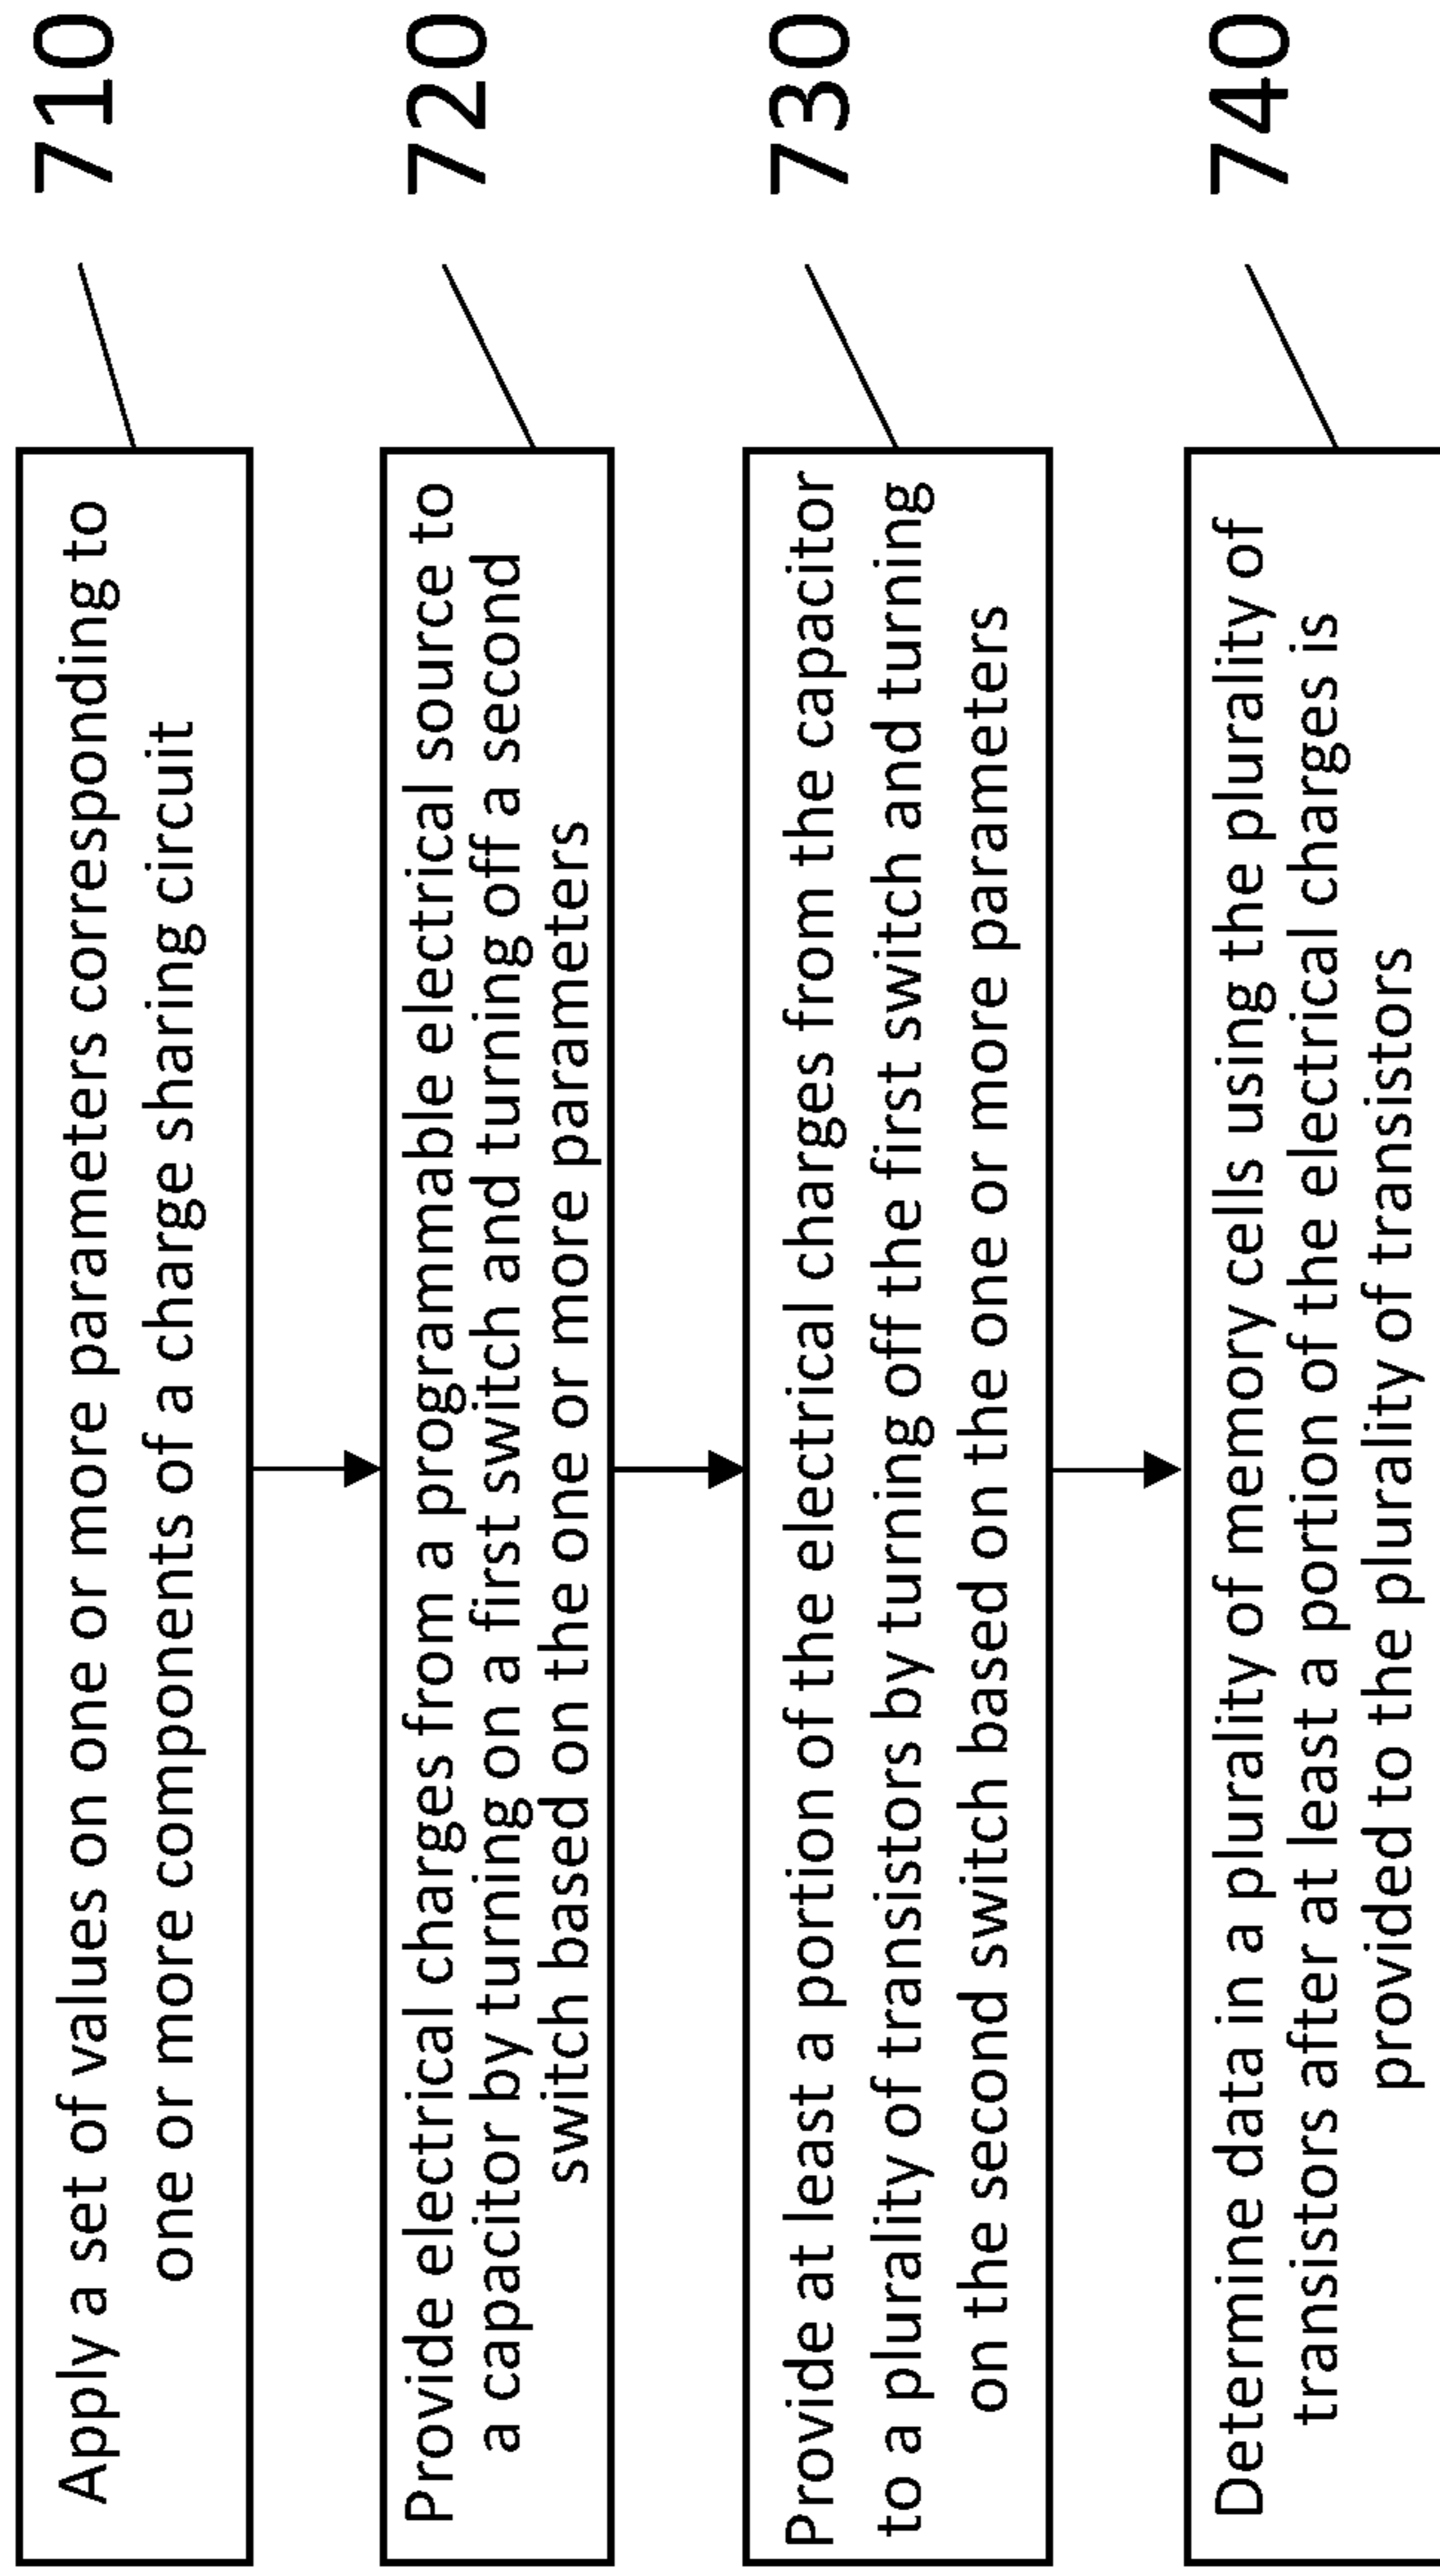 Apply a set of values on one or more parameters corresponding to
one or more components of a charge sharing circuit
710
Provide electrical charges from a programmable electrical source to
a capacitor by turning on a first switch and turning off a second
switch based on the one or more parameters
720
Provide at least a portion of the electrical charges from the capacitor
to a plurality of transistors by turning off the first switch and turning
on the second switch based on the one or more parameters
730
Determine data in a plurality of memory cells using the plurality of
transistors after at least a portion of the electrical charges is
provided to the plurality of transistors
740